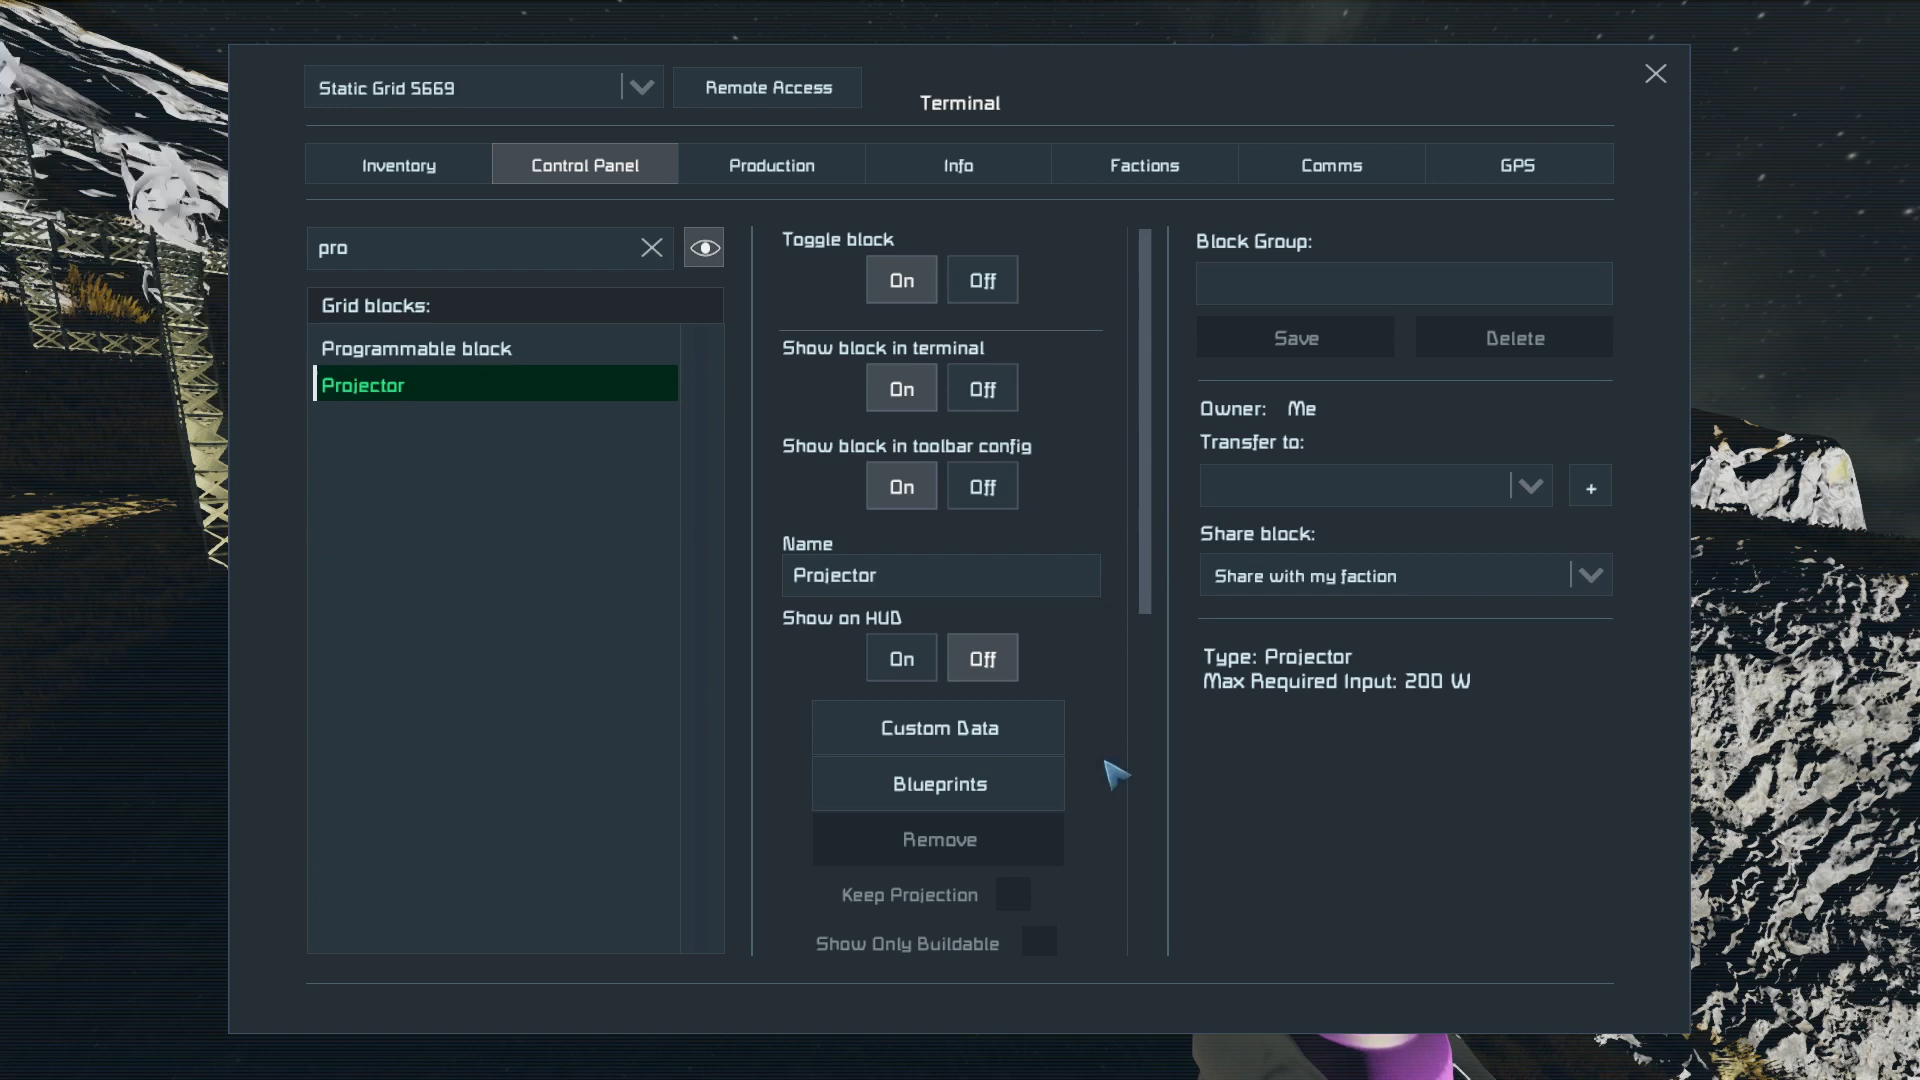 Static Grid 5669
Remote Access
Terminal
Inventory
Control Panel
Production
Info
Factions
Comms
GPS
pro
Grid blocks:
Programmable block
Projector
Toggle block
On
Off
Show block in terminal
On
Off
Show block in toolbar config
On
Off
Name
Projector
Show on HUD
On
Off
Custom Data
Blueprints
Remove
Keep Projection
Show Only Buildable
Block Group:
Save
Delete
Owner: Me
Transfer to:
+
Share block:
Share with my faction
Type: Projector
Max Required Input: 200 W